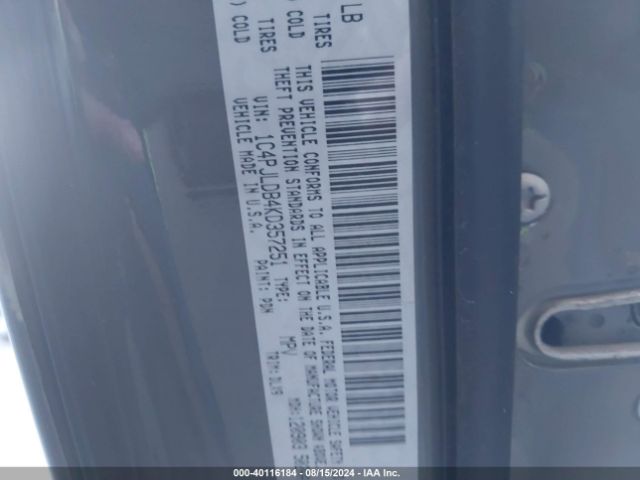 LB
TIRES
) COLD
TIRES
) COLD
THIS VEHICLE CONFORMS TO ALL APPLICABLE U.S.A. FEDERAL MOTOR VEHICLE SAFETY
THEFT PREVENTION STANDARDS IN EFFECT ON THE DATE OF MANUFACTURE SHOWN ABOVE
VIN: 1C4PJLDB4KD357251 TYPE: MPV
VEHICLE MADE IN U.S.A. PAINT: PDN TRIM:
00-40116184 - 08/15/2024 - IAA Inc.